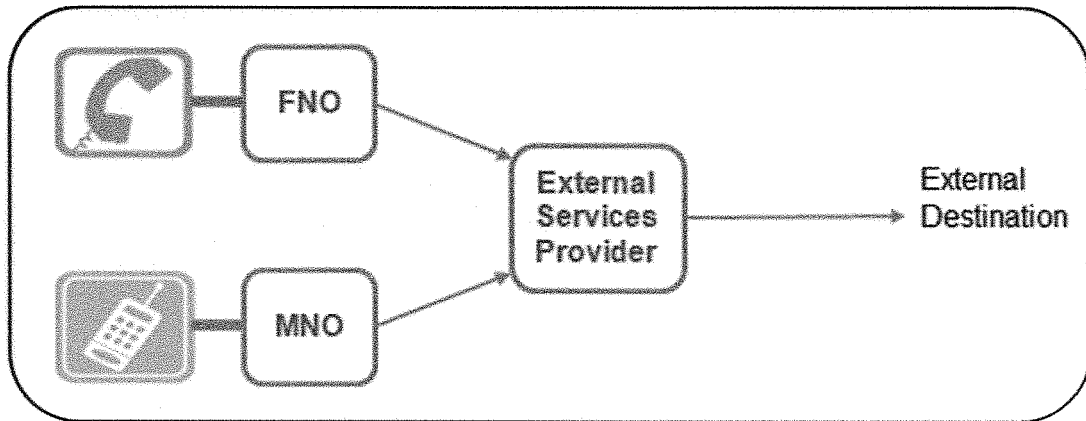 FNO
External
Services
Provider
External
Destination
MNO